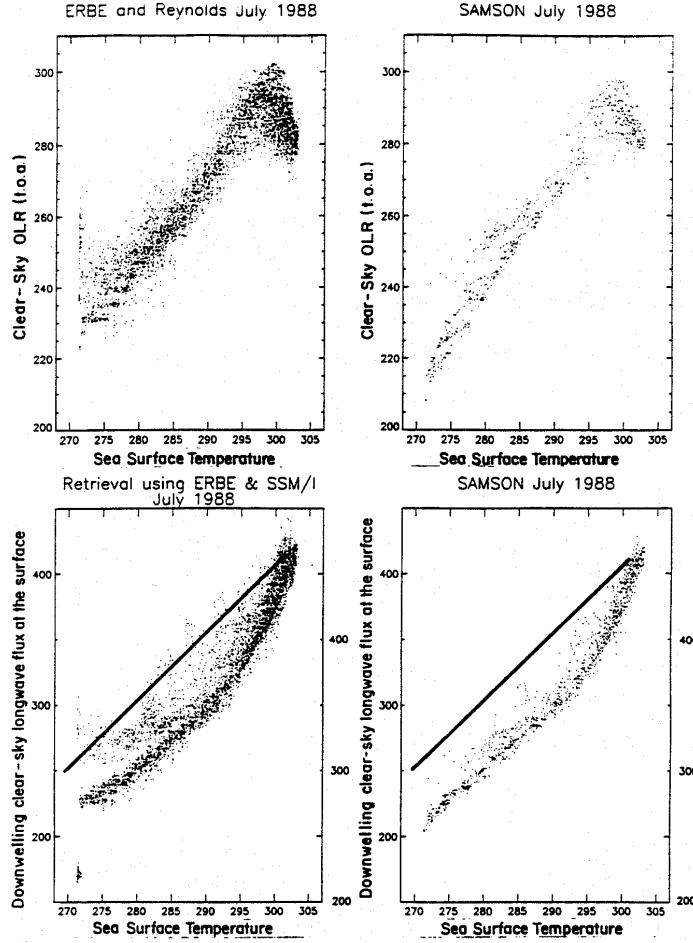 ERBE and Reynolds July 1988
300
280
260
240
220
200
Clear-Sky OLR (t.o.a.)
270 275 280 285 290 295 300 305
Sea Surface Temperature
SAMSON July 1988
300
280
260
240
220
200
Clear-Sky OLR (t.o.a.)
270 275 280 285 290 295 300 305
Sea Surface Temperature
Retrieval using ERBE & SSM/I
July 1988
400
300
200
Downwelling clear-sky longwave flux at the surface
400
300
200
270 275 280 285 290 295 300 305
Sea Surface Temperature
SAMSON July 1988
400
300
200
Downwelling clear-sky longwave flux at the surface
400
300
200
270 275 280 285 290 295 300 305
Sea Surface Temperature